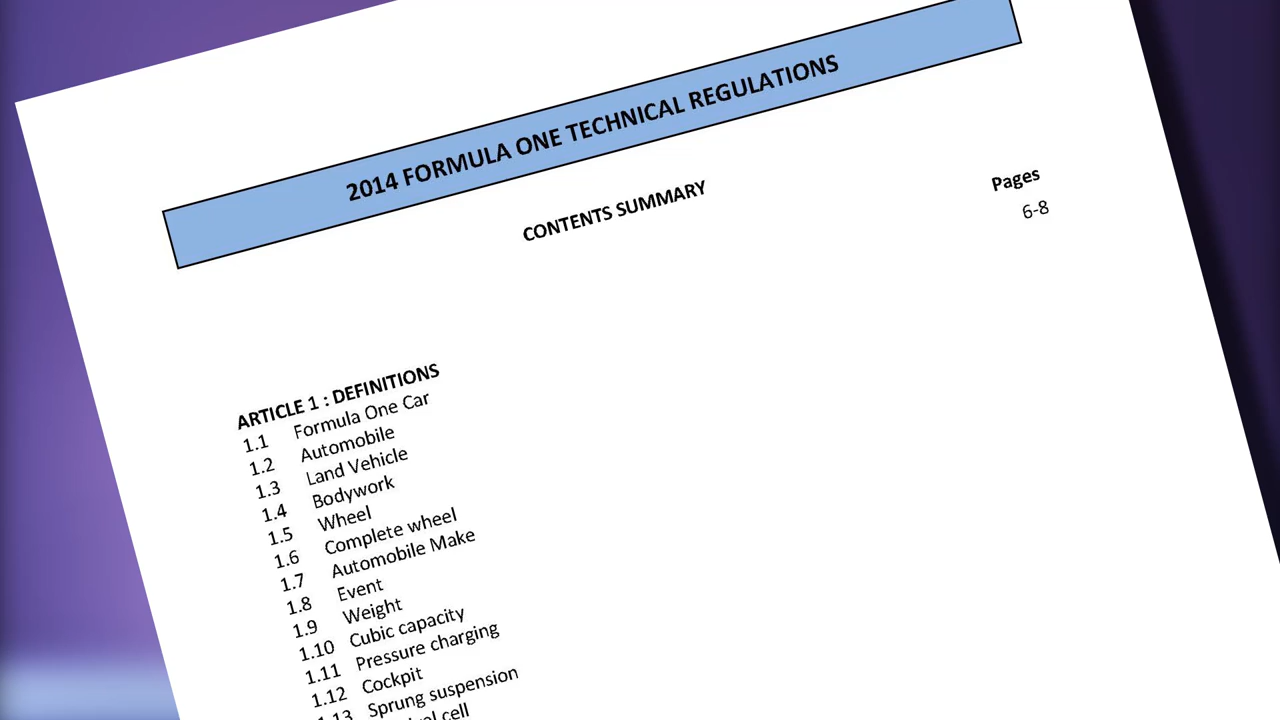 2014 FORMULA ONE TECHNICAL REGULATIONS
CONTENTS SUMMARY
Pages
6-8
ARTICLE 1 : DEFINITIONS
1.1 Formula One Car
1.2 Automobile
1.3 Land Vehicle
1.4 Bodywork
1.5 Wheel
1.6 Complete wheel
1.7 Automobile Make
1.8 Event
1.9 Weight
1.10 Cubic capacity
1.11 Pressure charging
1.12 Cockpit
1.13 Sprung suspension
cell